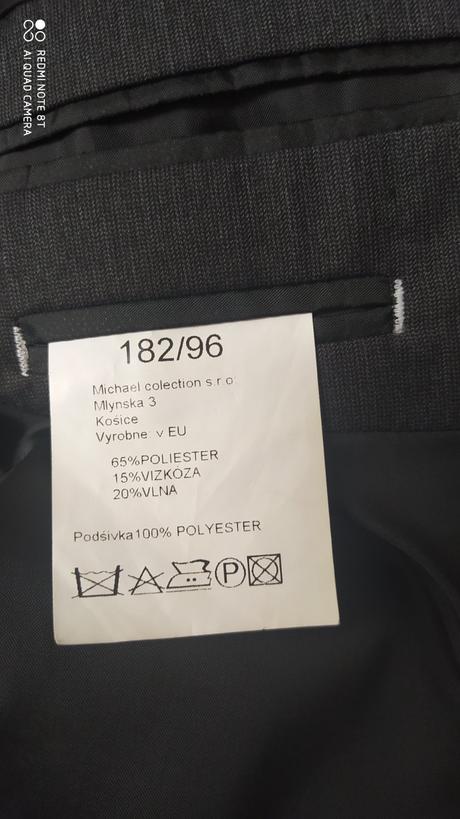 REDMI NOTE 8T
AI QUAD CAMERA
182/96
Michael colection s.r.o.
Mlynska 3
Košice
Vyrobne: v EU
65%POLIESTER
15%VIZKÓZA
20%VLNA
Podšivka100% POLYESTER
P